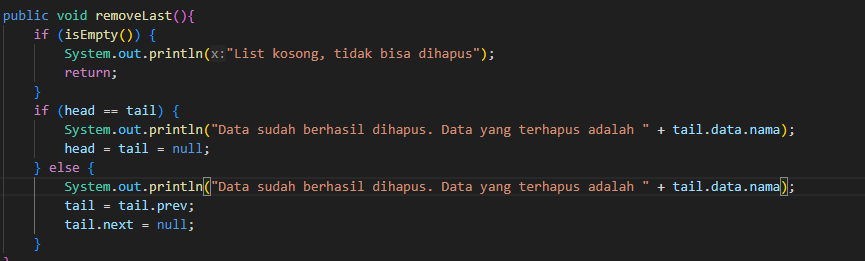 public void removeLast(){
    if (isEmpty()) {
        System.out.println(x:"List kosong, tidak bisa dihapus");
        return;
    }
    if (head == tail) {
        System.out.println("Data sudah berhasil dihapus. Data yang terhapus adalah " + tail.data.nama);
        head = tail = null;
    } else {
        System.out.println("Data sudah berhasil dihapus. Data yang terhapus adalah " + tail.data.nama);
        tail = tail.prev;
        tail.next = null;
    }
}